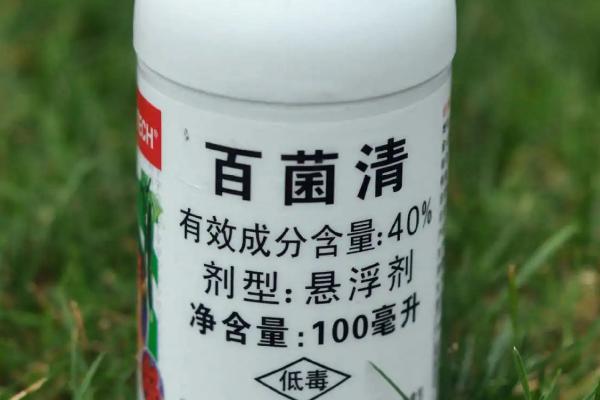 ECH®
百菌清
有效成分含量:40%
剂型:悬浮剂
净含量:100毫升
低毒